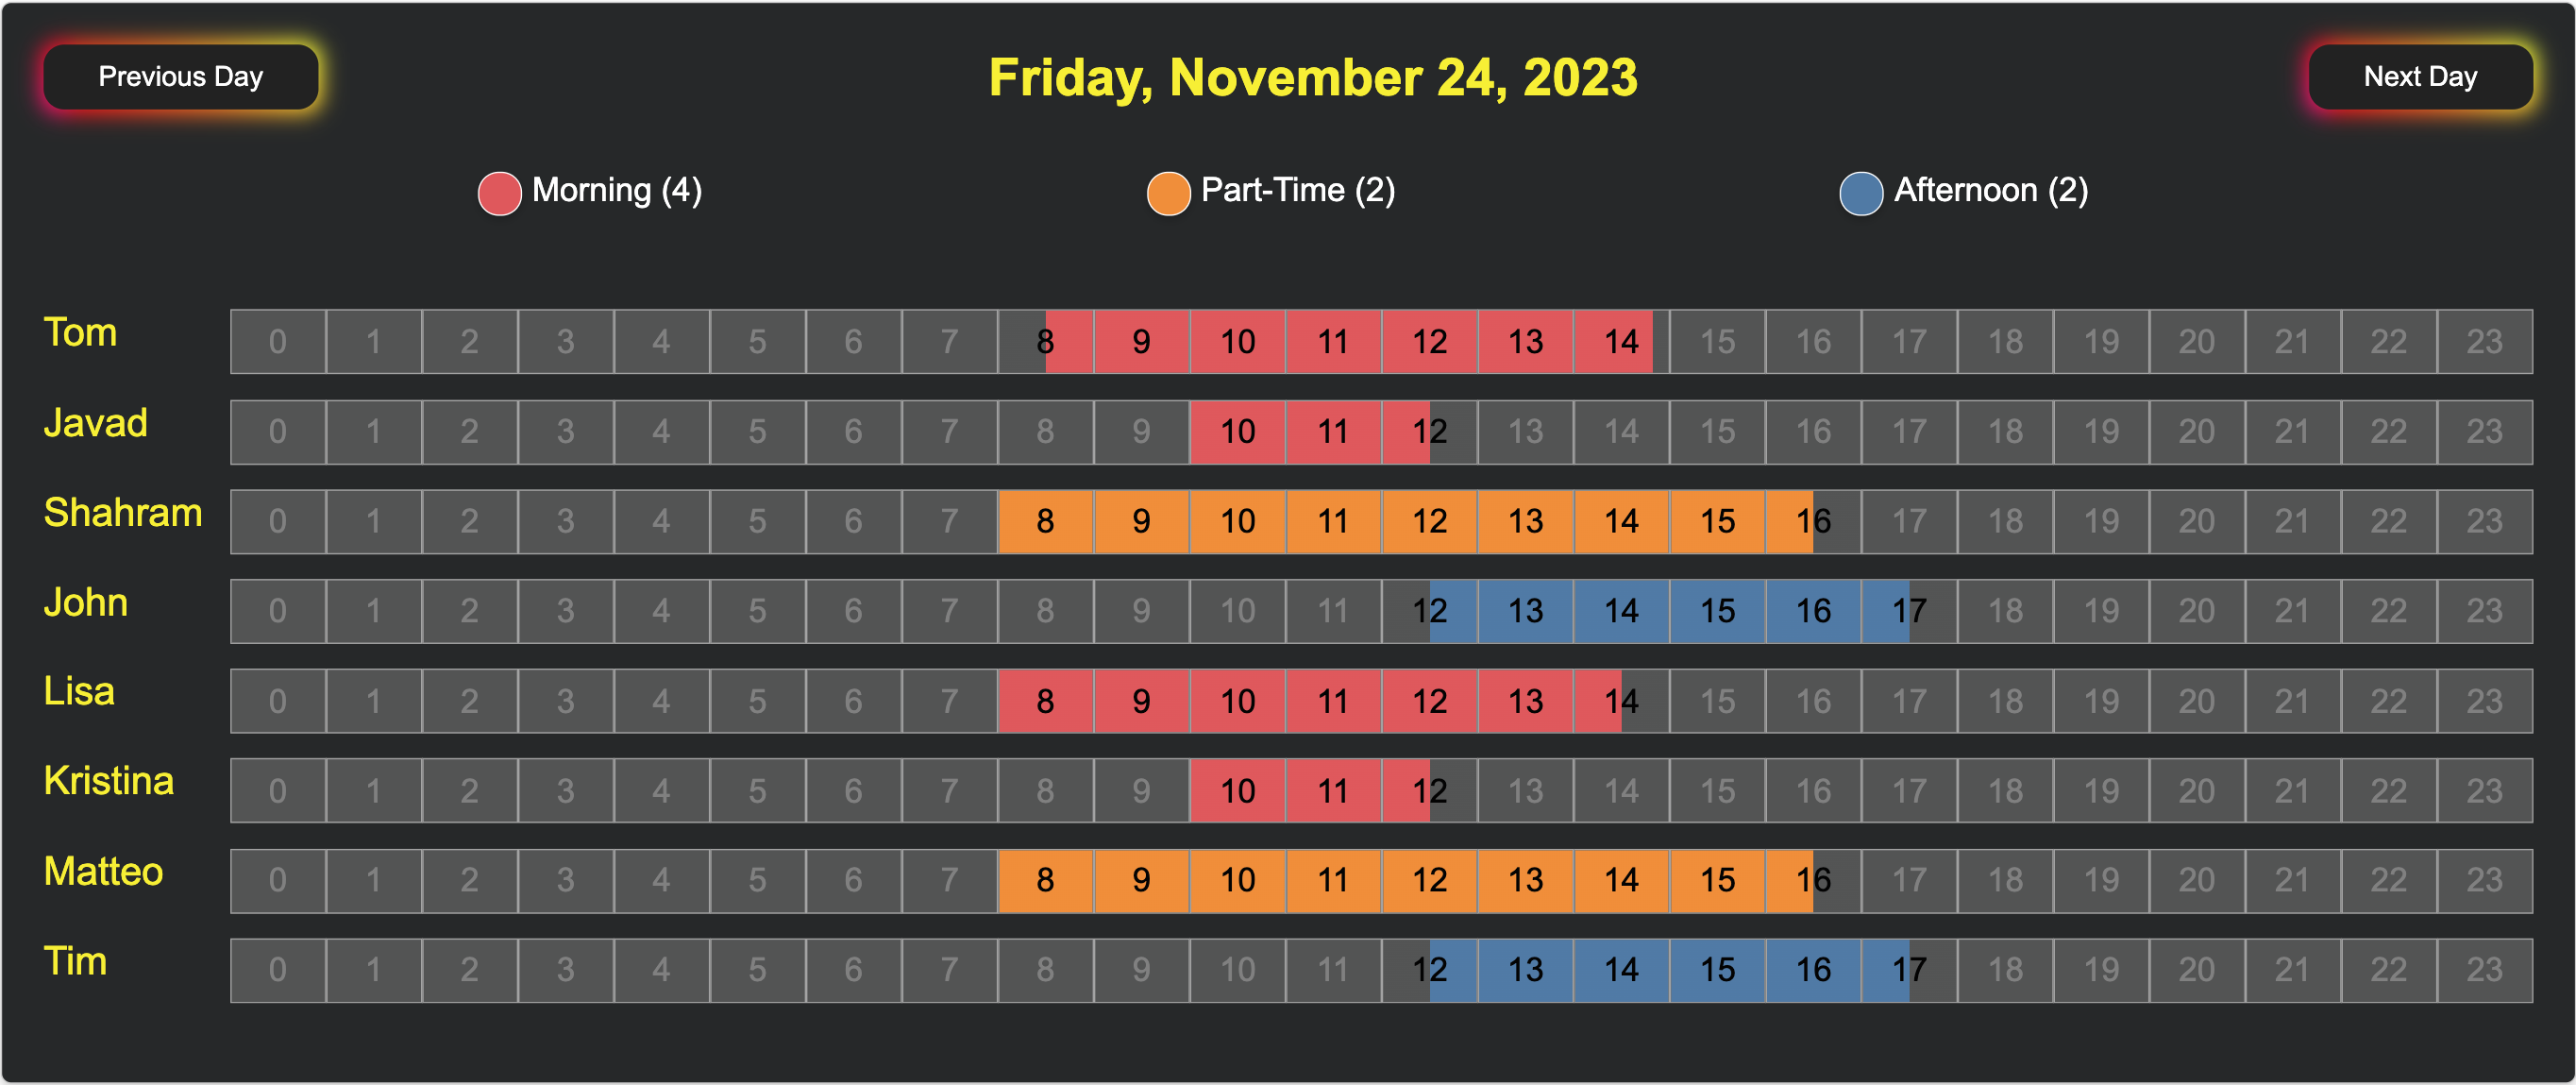 Previous Day Friday, November 24, 2023 Next Day
Morning (4) Part-Time (2) Afternoon (2)
Tom 0 1 2 3 4 5 6 7 8 9 10 11 12 13 14 15 16 17 18 19 20 21 22 23
Javad 0 1 2 3 4 5 6 7 8 9 10 11 12 13 14 15 16 17 18 19 20 21 22 23
Shahram 0 1 2 3 4 5 6 7 8 9 10 11 12 13 14 15 16 17 18 19 20 21 22 23
John 0 1 2 3 4 5 6 7 8 9 10 11 12 13 14 15 16 17 18 19 20 21 22 23
Lisa 0 1 2 3 4 5 6 7 8 9 10 11 12 13 14 15 16 17 18 19 20 21 22 23
Kristina 0 1 2 3 4 5 6 7 8 9 10 11 12 13 14 15 16 17 18 19 20 21 22 23
Matteo 0 1 2 3 4 5 6 7 8 9 10 11 12 13 14 15 16 17 18 19 20 21 22 23
Tim 0 1 2 3 4 5 6 7 8 9 10 11 12 13 14 15 16 17 18 19 20 21 22 23